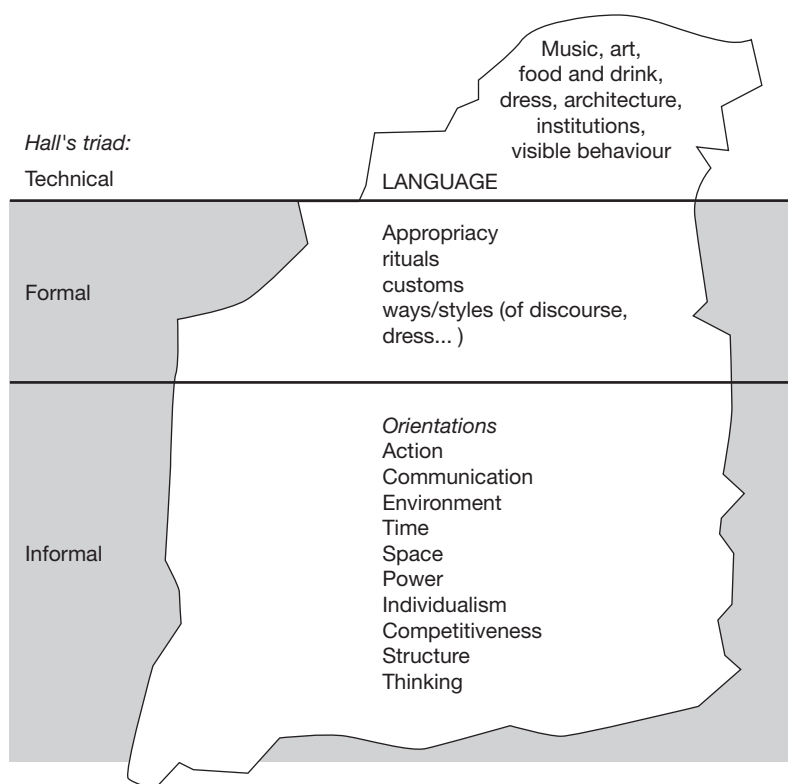 Music, art,
food and drink,
dress, architecture,
institutions,
visible behaviour
Hall's triad:
Technical
LANGUAGE
Formal
Appropriacy
rituals
customs
ways/styles (of discourse,
dress... )
Informal
Orientations
Action
Communication
Environment
Time
Space
Power
Individualism
Competitiveness
Structure
Thinking